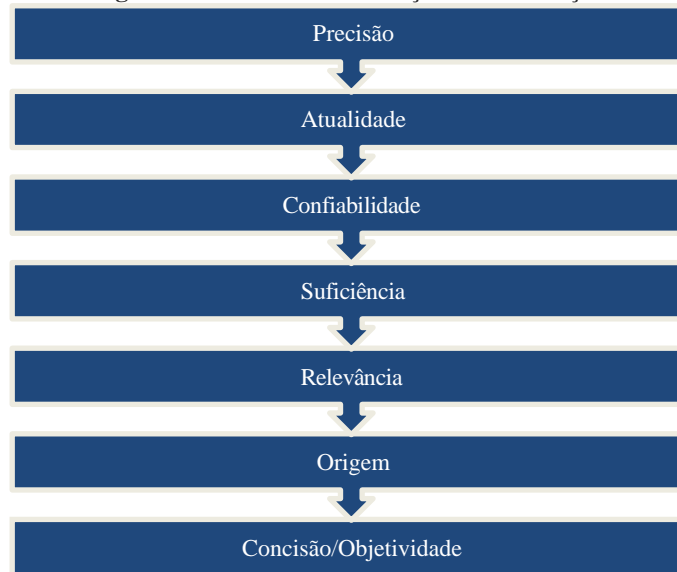 Precisão
Atualidade
Confiabilidade
Suficiência
Relevância
Origem
Concisão/Objetividade